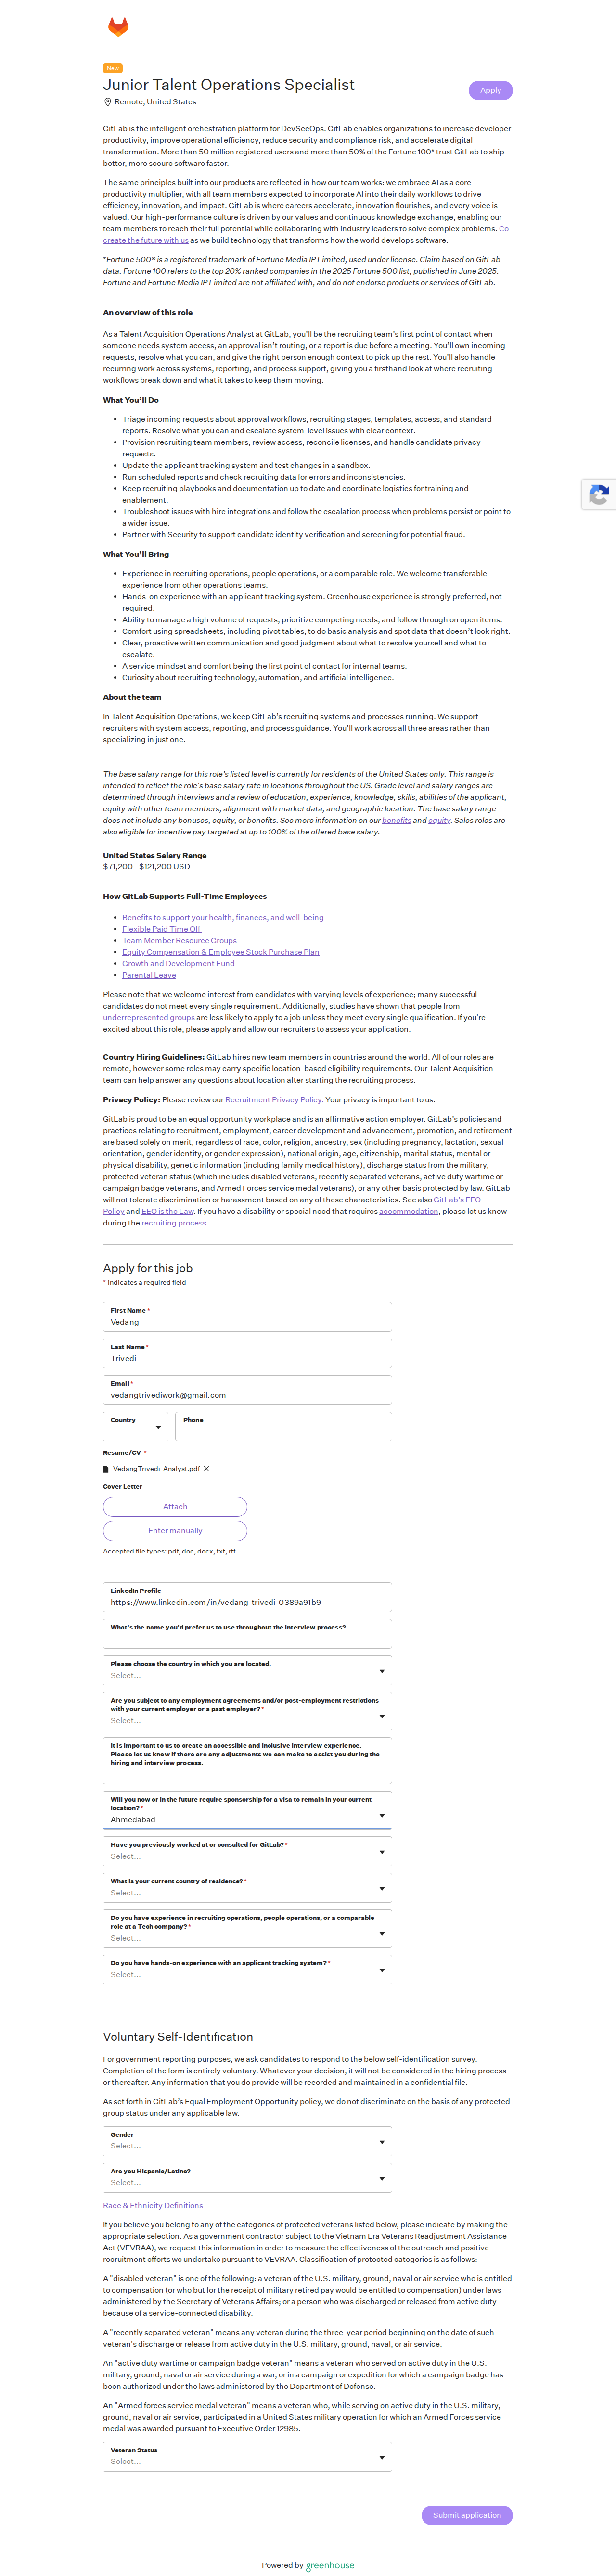 New
Junior Talent Operations Specialist
Apply
Remote, United States
GitLab is the intelligent orchestration platform for DevSecOps. GitLab enables organizations to increase developer
productivity, improve operational efficiency, reduce security and compliance risk, and accelerate digital
transformation. More than 50 million registered users and more than 50% of the Fortune 100* trust GitLab to ship
better, more secure software faster.
The same principles built into our products are reflected in how our team works: we embrace AI as a core
productivity multiplier, with all team members expected to incorporate AI into their daily workflows to drive
efficiency, innovation, and impact. GitLab is where careers accelerate, innovation flourishes, and every voice is
valued. Our high-performance culture is driven by our values and continuous knowledge exchange, enabling our
team members to reach their full potential while collaborating with industry leaders to solve complex problems. Co-
create the future with us as we build technology that transforms how the world develops software.
*Fortune 500® is a registered trademark of Fortune Media IP Limited, used under license. Claim based on GitLab
data. Fortune 100 refers to the top 20% ranked companies in the 2025 Fortune 500 list, published in June 2025.
Fortune and Fortune Media IP Limited are not affiliated with, and do not endorse products or services of GitLab.
An overview of this role
As a Talent Acquisition Operations Analyst at GitLab, you'll be the recruiting team's first point of contact when
someone needs system access, an approval isn't routing, or a report is due before a meeting. You'll own incoming
requests, resolve what you can, and give the right person enough context to pick up the rest. You'll also handle
recurring work across systems, reporting, and process support, giving you a firsthand look at where recruiting
workflows break down and what it takes to keep them moving.
What You'll Do
• Triage incoming requests about approval workflows, recruiting stages, templates, access, and standard
reports. Resolve what you can and escalate system-level issues with clear context.
• Provision recruiting team members, review access, reconcile licenses, and handle candidate privacy
requests.
• Update the applicant tracking system and test changes in a sandbox.
• Run scheduled reports and check recruiting data for errors and inconsistencies.
• Keep recruiting playbooks and documentation up to date and coordinate logistics for training and
enablement.
• Troubleshoot issues with hire integrations and follow the escalation process when problems persist or point to
a wider issue.
• Partner with Security to support candidate identity verification and screening for potential fraud.
What You'll Bring
• Experience in recruiting operations, people operations, or a comparable role. We welcome transferable
experience from other operations teams.
• Hands-on experience with an applicant tracking system. Greenhouse experience is strongly preferred, not
required.
• Ability to manage a high volume of requests, prioritize competing needs, and follow through on open items.
• Comfort using spreadsheets, including pivot tables, to do basic analysis and spot data that doesn't look right.
• Clear, proactive written communication and good judgment about what to resolve yourself and what to
escalate.
• A service mindset and comfort being the first point of contact for internal teams.
• Curiosity about recruiting technology, automation, and artificial intelligence.
About the team
In Talent Acquisition Operations, we keep GitLab's recruiting systems and processes running. We support
recruiters with system access, reporting, and process guidance. You'll work across all three areas rather than
specializing in just one.
The base salary range for this role's listed level is currently for residents of the United States only. This range is
intended to reflect the role's base salary rate in locations throughout the US. Grade level and salary ranges are
determined through interviews and a review of education, experience, knowledge, skills, abilities of the applicant,
equity with other team members, alignment with market data, and geographic location. The base salary range
does not include any bonuses, equity, or benefits. See more information on our benefits and equity. Sales roles are
also eligible for incentive pay targeted at up to 100% of the offered base salary.
United States Salary Range
$71,200 - $121,200 USD
How GitLab Supports Full-Time Employees
• Benefits to support your health, finances, and well-being
• Flexible Paid Time Off
• Team Member Resource Groups
• Equity Compensation & Employee Stock Purchase Plan
• Growth and Development Fund
• Parental Leave
Please note that we welcome interest from candidates with varying levels of experience; many successful
candidates do not meet every single requirement. Additionally, studies have shown that people from
underrepresented groups are less likely to apply to a job unless they meet every single qualification. If you're
excited about this role, please apply and allow our recruiters to assess your application.
Country Hiring Guidelines: GitLab hires new team members in countries around the world. All of our roles are
remote, however some roles may carry specific location-based eligibility requirements. Our Talent Acquisition
team can help answer any questions about location after starting the recruiting process.
Privacy Policy: Please review our Recruitment Privacy Policy. Your privacy is important to us.
GitLab is proud to be an equal opportunity workplace and is an affirmative action employer. GitLab's policies and
practices relating to recruitment, employment, career development and advancement, promotion, and retirement
are based solely on merit, regardless of race, color, religion, ancestry, sex (including pregnancy, lactation, sexual
orientation, gender identity, or gender expression), national origin, age, citizenship, marital status, mental or
physical disability, genetic information (including family medical history), discharge status from the military,
protected veteran status (which includes disabled veterans, recently separated veterans, active duty wartime or
campaign badge veterans, and Armed Forces service medal veterans), or any other basis protected by law. GitLab
will not tolerate discrimination or harassment based on any of these characteristics. See also GitLab's EEO
Policy and EEO is the Law. If you have a disability or special need that requires accommodation, please let us know
during the recruiting process.
Apply for this job
* indicates a required field
First Name *
Vedang
Last Name *
Trivedi
Email *
vedangtrivediwork@gmail.com
Country
Phone
Resume/CV *
VedangTrivedi_Analyst.pdf
Cover Letter
Attach
Enter manually
Accepted file types: pdf, doc, docx, txt, rtf
LinkedIn Profile
https://www.linkedin.com/in/vedang-trivedi-0389a91b9
What's the name you'd prefer us to use throughout the interview process?
Please choose the country in which you are located.
Select...
Are you subject to any employment agreements and/or post-employment restrictions
with your current employer or a past employer? *
Select...
It is important to us to create an accessible and inclusive interview experience.
Please let us know if there are any adjustments we can make to assist you during the
hiring and interview process.
Will you now or in the future require sponsorship for a visa to remain in your current
location? *
Ahmedabad
Have you previously worked at or consulted for GitLab? *
Select...
What is your current country of residence? *
Select...
Do you have experience in recruiting operations, people operations, or a comparable
role at a Tech company? *
Select...
Do you have hands-on experience with an applicant tracking system? *
Select...
Voluntary Self-Identification
For government reporting purposes, we ask candidates to respond to the below self-identification survey.
Completion of the form is entirely voluntary. Whatever your decision, it will not be considered in the hiring process
or thereafter. Any information that you do provide will be recorded and maintained in a confidential file.
As set forth in GitLab's Equal Employment Opportunity policy, we do not discriminate on the basis of any protected
group status under any applicable law.
Gender
Select...
Are you Hispanic/Latino?
Select...
Race & Ethnicity Definitions
If you believe you belong to any of the categories of protected veterans listed below, please indicate by making the
appropriate selection. As a government contractor subject to the Vietnam Era Veterans Readjustment Assistance
Act (VEVRAA), we request this information in order to measure the effectiveness of the outreach and positive
recruitment efforts we undertake pursuant to VEVRAA. Classification of protected categories is as follows:
A "disabled veteran" is one of the following: a veteran of the U.S. military, ground, naval or air service who is entitled
to compensation (or who but for the receipt of military retired pay would be entitled to compensation) under laws
administered by the Secretary of Veterans Affairs; or a person who was discharged or released from active duty
because of a service-connected disability.
A "recently separated veteran" means any veteran during the three-year period beginning on the date of such
veteran's discharge or release from active duty in the U.S. military, ground, naval, or air service.
An "active duty wartime or campaign badge veteran" means a veteran who served on active duty in the U.S.
military, ground, naval or air service during a war, or in a campaign or expedition for which a campaign badge has
been authorized under the laws administered by the Department of Defense.
An "Armed forces service medal veteran" means a veteran who, while serving on active duty in the U.S. military,
ground, naval or air service, participated in a United States military operation for which an Armed Forces service
medal was awarded pursuant to Executive Order 12985.
Veteran Status
Select...
Submit application
Powered by greenhouse